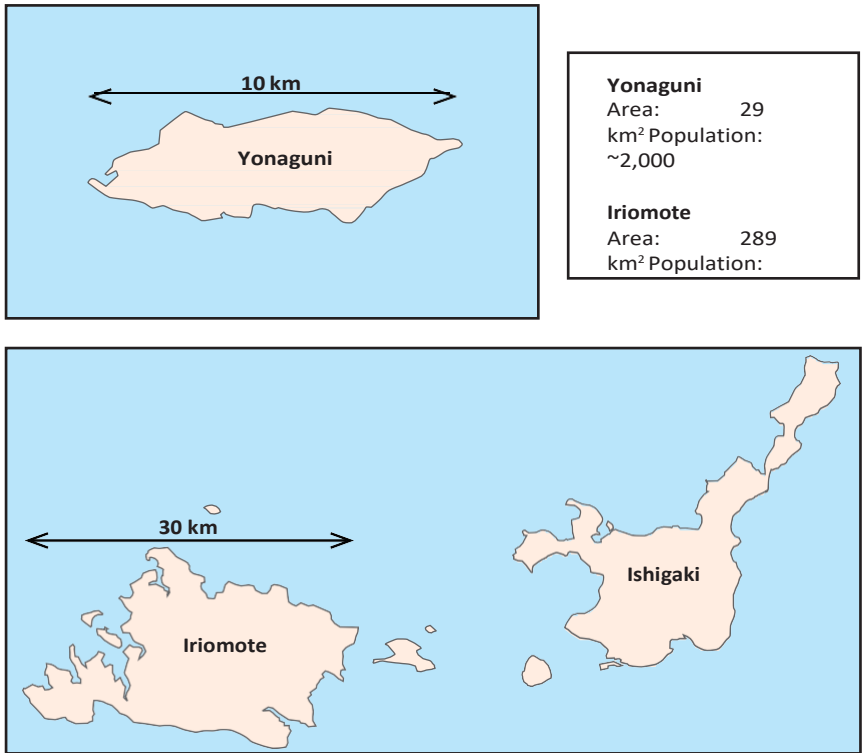 10 km
Yonaguni
Yonaguni
Area: 29
km² Population:
~2,000
Iriomote
Area: 289
km² Population:
30 km
Iriomote
Ishigaki